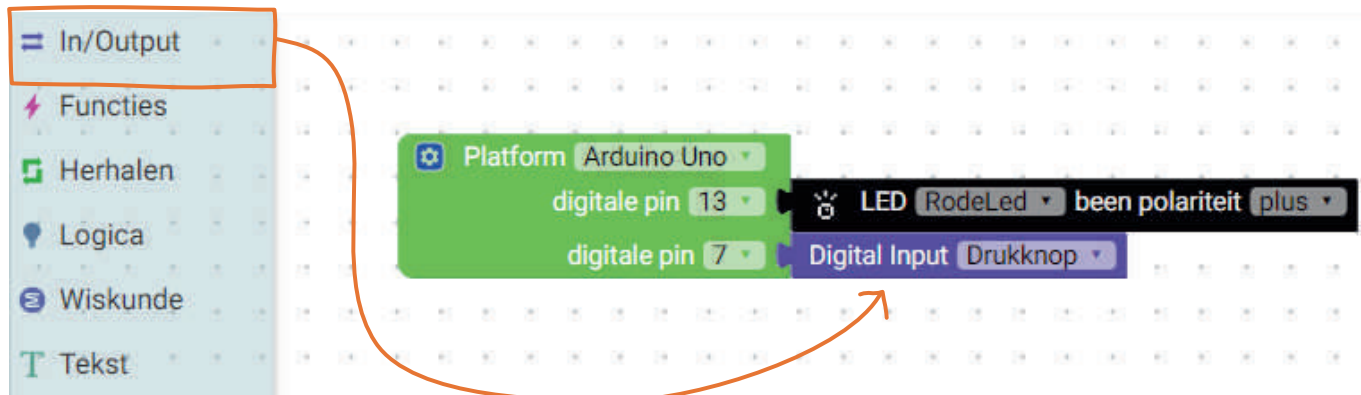 In/Output
Functies
Herhalen
Logica
Wiskunde
Tekst
Platform Arduino Uno
digitale pin 13 LED RodeLed been polariteit plus
digitale pin 7 Digital Input Drukknop